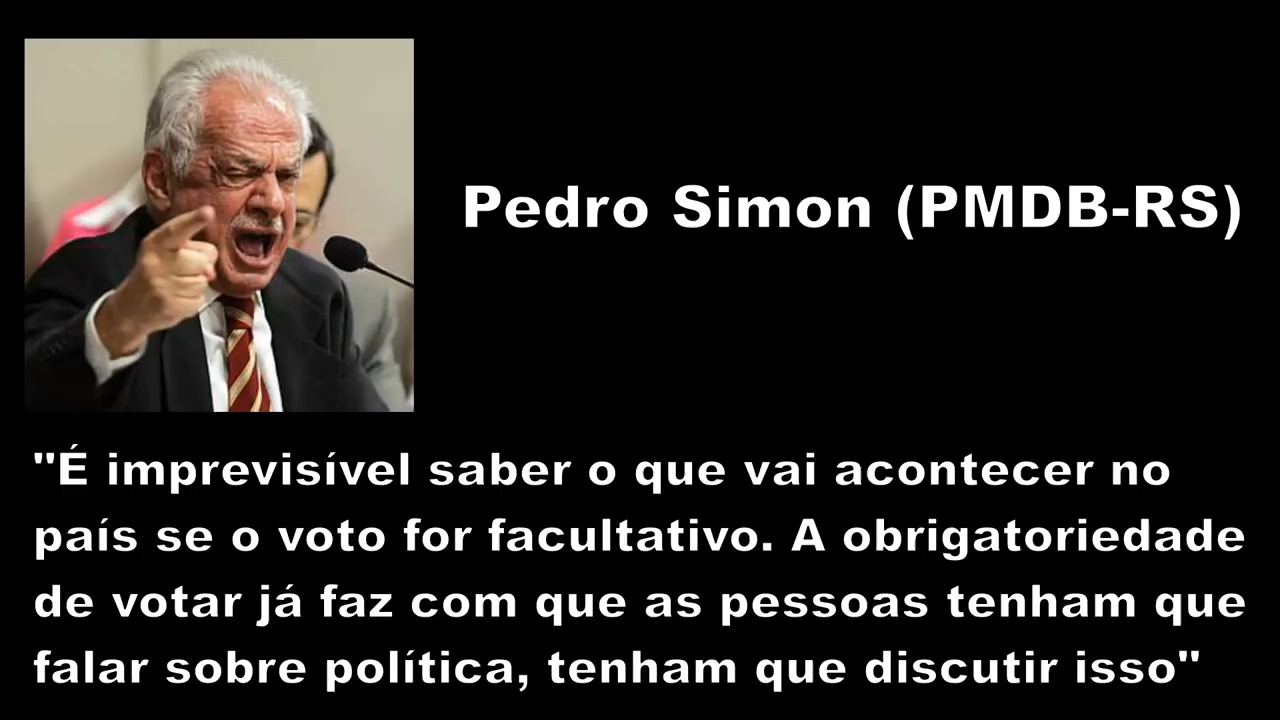 Pedro Simon (PMDB-RS)
"É imprevisível saber o que vai acontecer no
país se o voto for facultativo. A obrigatoriedade
de votar já faz com que as pessoas tenham que
falar sobre política, tenham que discutir isso"